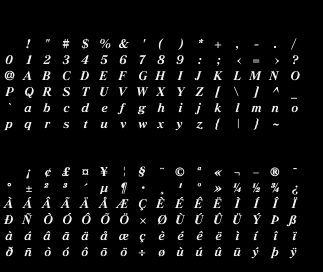 ! " # $ % & ' ( ) * + , - . /
0 1 2 3 4 5 6 7 8 9 : ; < = > ?
@ A B C D E F G H I J K L M N O
P Q R S T U V W X Y Z [ \ ] ^ _
` a b c d e f g h i j k l m n o
p q r s t u v w x y z { | } ~
¡ ¢ £ ¤ ¥ ¦ § ¨ © ª « ¬ - ® ¯
° ± ² ³ ´ µ ¶ · ¸ ¹ º » ¼ ½ ¾ ¿
À Á Â Ã Ä Å Æ Ç È É Ê Ë Ì Í Î Ï
Ð Ñ Ò Ó Ô Õ Ö × Ø Ù Ú Û Ü Ý Þ ß
à á â ã ä å æ ç è é ê ë ì í î ï
ð ñ ò ó ô õ ö ÷ ø ù ú û ü ý þ ÿ